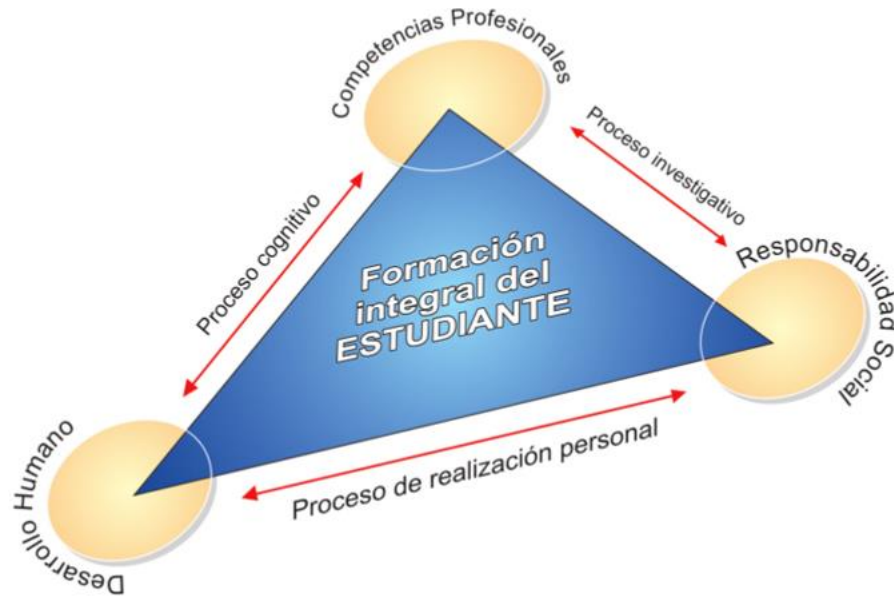 Competencias Profesionales
Proceso investigativo
Proceso cognitivo
Formación
integral del
ESTUDIANTE
Responsabilidad Social
Proceso de realización personal
Desarrollo Humano